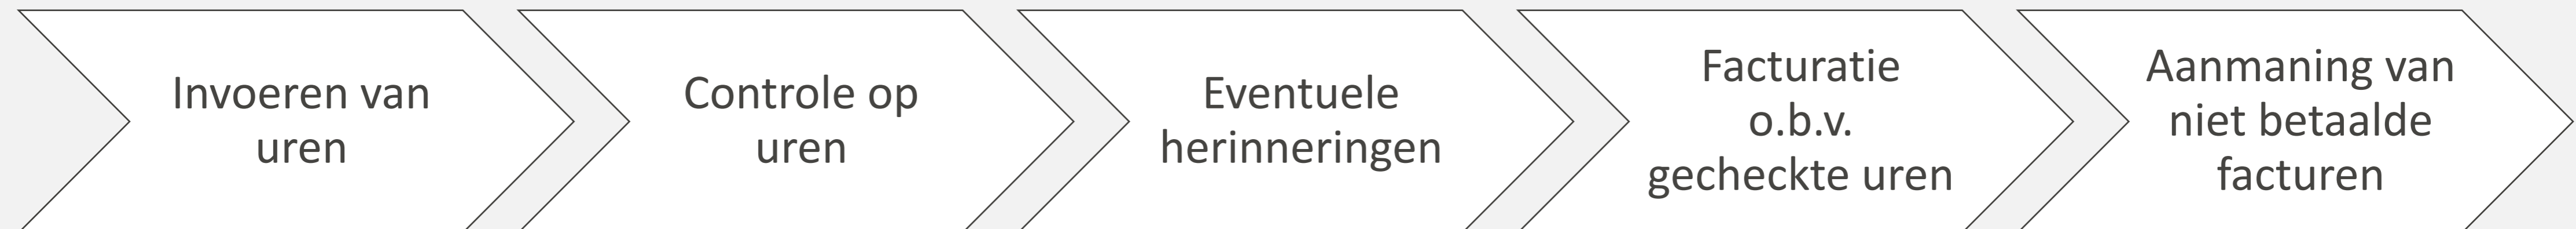 Invoeren van
uren
Controle op
uren
Eventuele
herinneringen
Facturatie
o.b.v.
gecheckte uren
Aanmaning van
niet betaalde
facturen